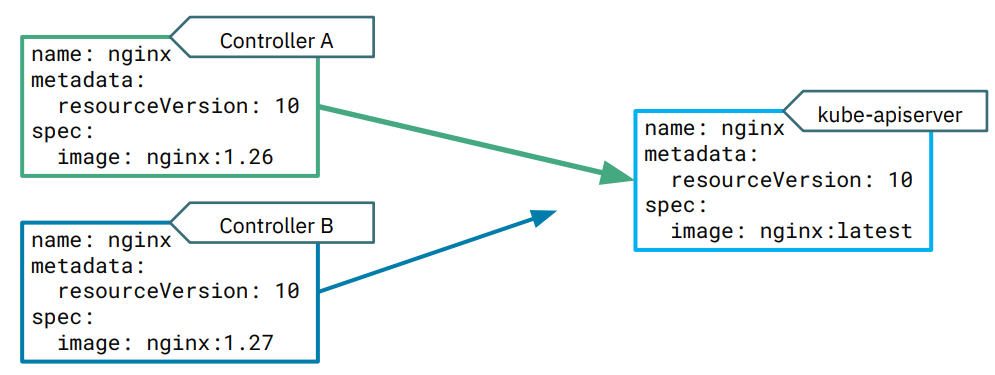 Controller A
name: nginx
metadata:
  resourceVersion: 10
spec:
  image: nginx:1.26
Controller B
name: nginx
metadata:
  resourceVersion: 10
spec:
  image: nginx:1.27
kube-apiserver
name: nginx
metadata:
  resourceVersion: 10
spec:
  image: nginx:latest